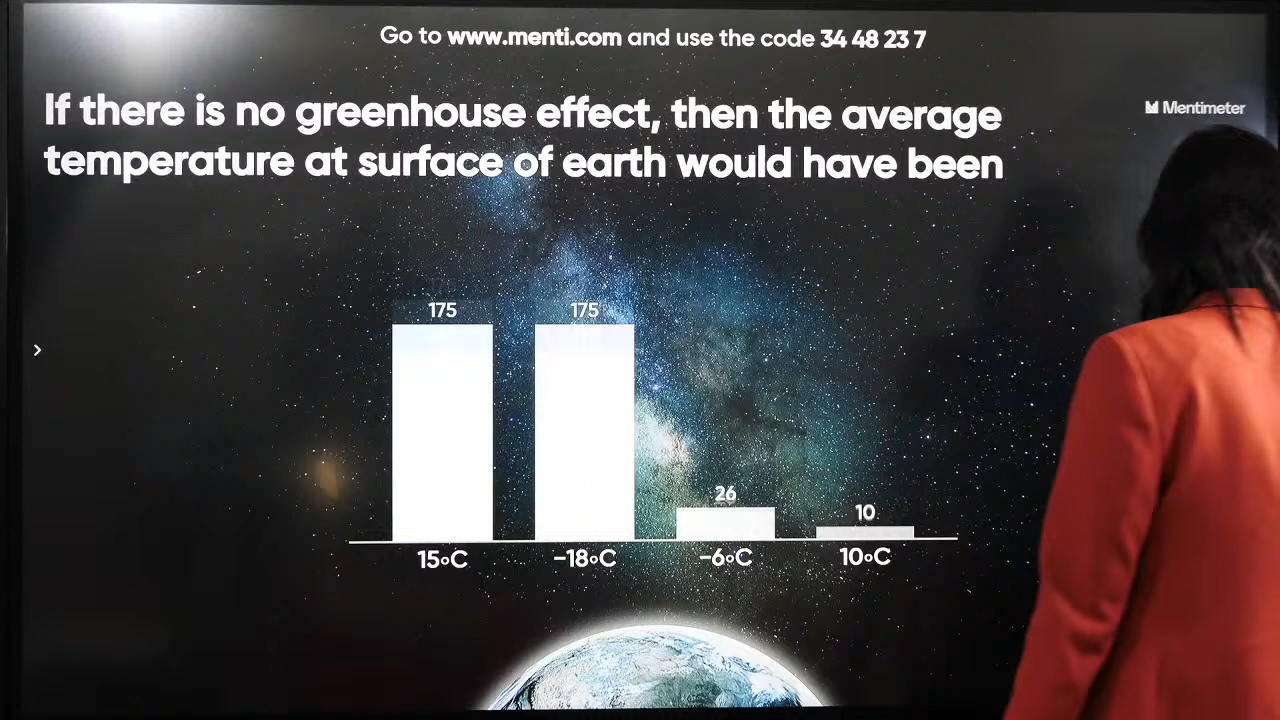 Go to www.menti.com and use the code 34 48 23 7
If there is no greenhouse effect, then the average
temperature at surface of earth would have been
Mentimeter
175 175
26
10
15°C -18°C -6°C 10°C